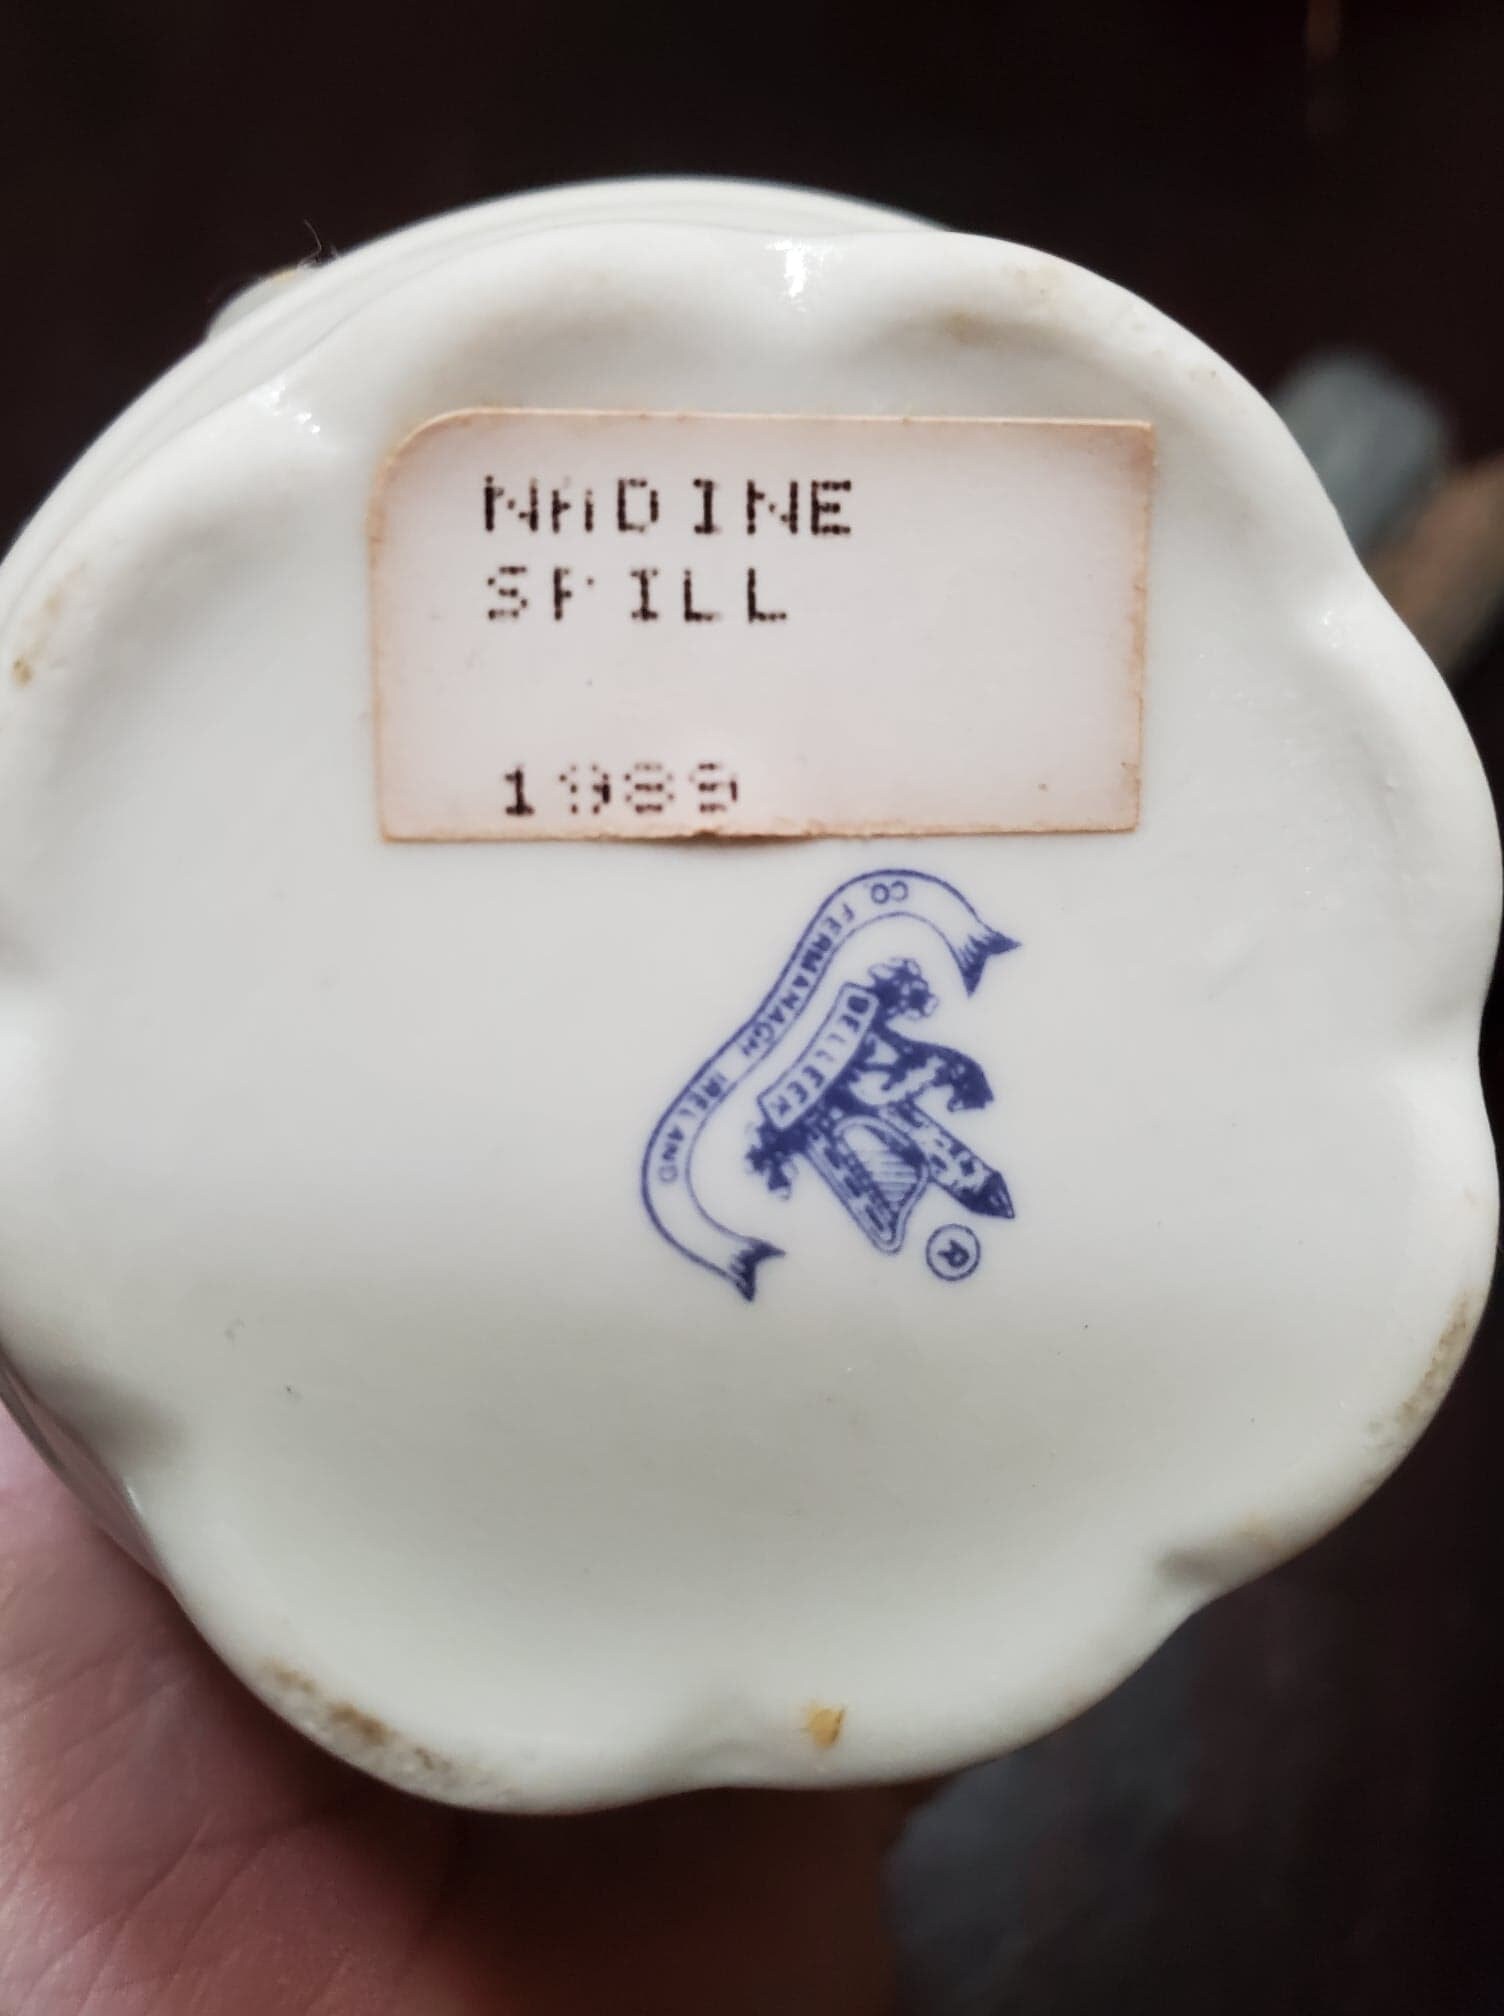 NADINE
SPILL
1989
BELLEEK
CO FERMANAGH IRELAND
®